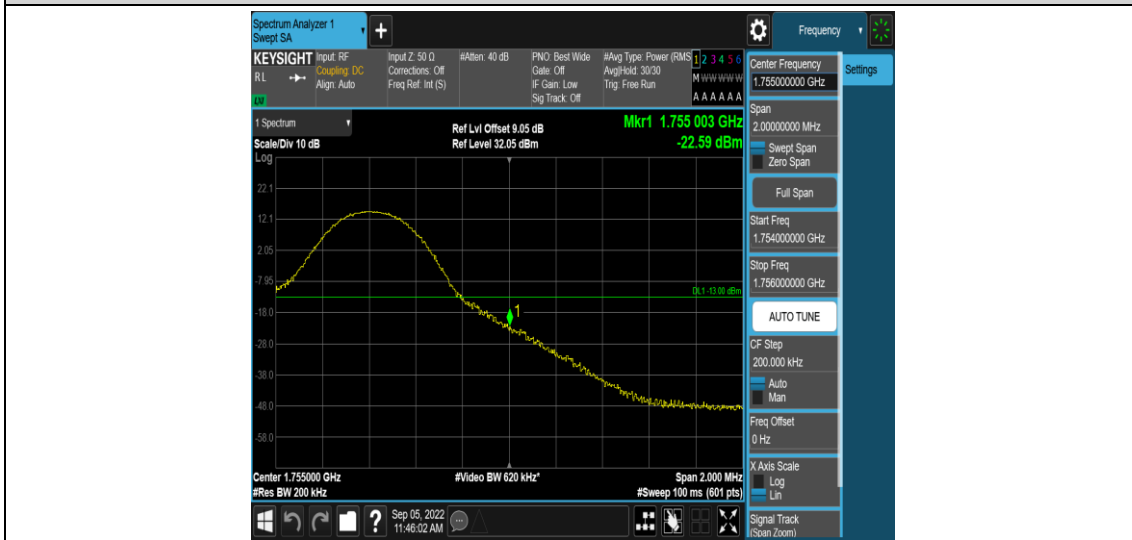 Spectrum Analyzer 1
Swept SA
+
Frequency
KEYSIGHT
RL
LXI
Input: RF
Coupling: DC
Align: Auto
Input Z: 50 Ω
Corrections: Off
Freq Ref: Int (S)
#Atten: 40 dB
PNO: Best Wide
Gate: Off
IF Gain: Low
Sig Track: Off
#Avg Type: Power (RMS
Avg|Hold: 30/30
Trig: Free Run
1 2 3 4 5 6
M W W W W W
A A A A A A
1 Spectrum
Scale/Div 10 dB
Log
Ref Lvl Offset 9.05 dB
Ref Level 32.05 dBm
Mkr1 1.755 003 GHz
-22.59 dBm
22.1
12.1
2.05
-7.95
DL1 -13.00 dBm
-18.0
1
-28.0
-38.0
-48.0
-58.0
Center 1.755000 GHz
#Res BW 200 kHz
#Video BW 620 kHz*
Span 2.000 MHz
#Sweep 100 ms (601 pts)
Center Frequency
1.755000000 GHz
Settings
Span
2.00000000 MHz
Swept Span
Zero Span
Full Span
Start Freq
1.754000000 GHz
Stop Freq
1.756000000 GHz
AUTO TUNE
CF Step
200.000 kHz
Auto
Man
Freq Offset
0 Hz
X Axis Scale
Log
Lin
Signal Track
(Span Zoom)
?
Sep 05, 2022
11:46:02 AM